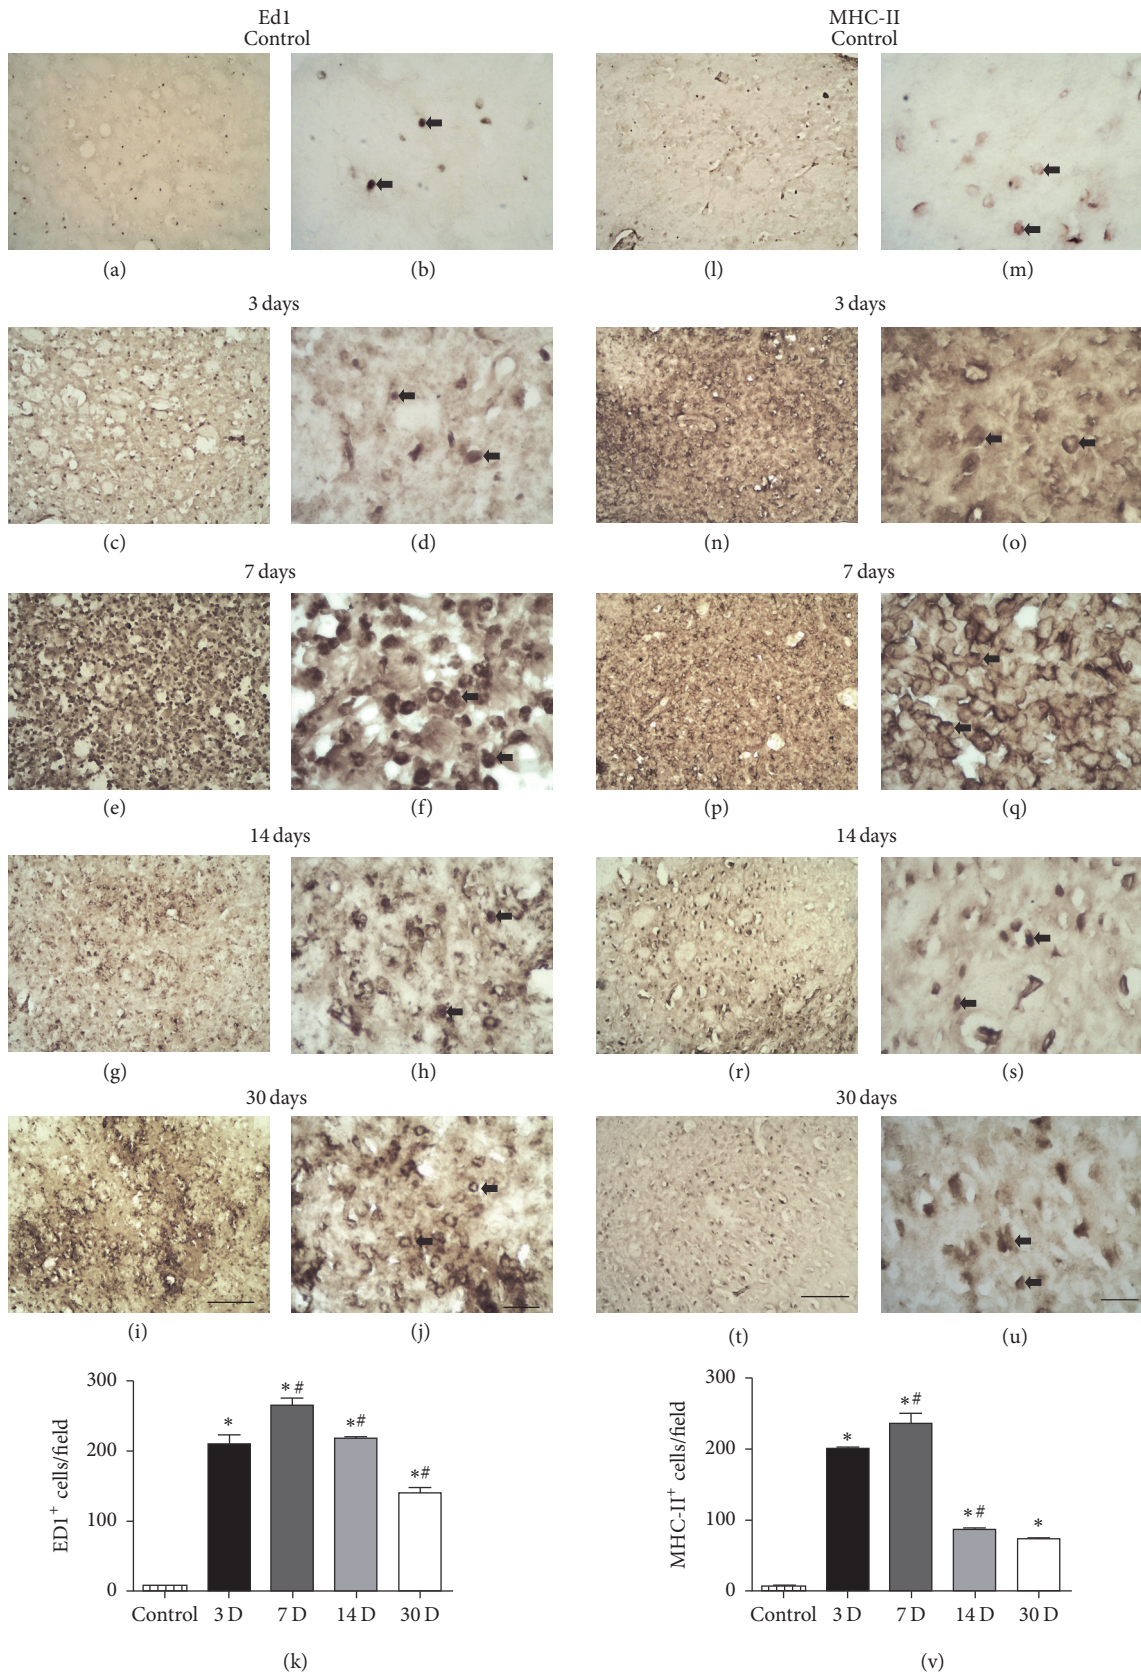 Ed1
Control
MHC-II
Control
(a)
(b)
(l)
(m)
3 days
3 days
(c)
(d)
(n)
(o)
7 days
7 days
(e)
(f)
(p)
(q)
14 days
14 days
(g)
(h)
(r)
(s)
30 days
30 days
(i)
(j)
(t)
(u)
ED1+ cells/field
300
200
100
0
*
*#
*#
*#
Control 3 D 7 D 14 D 30 D
(k)
MHC-II+ cells/field
300
200
100
0
*
*#
*#
*
Control 3 D 7 D 14 D 30 D
(v)